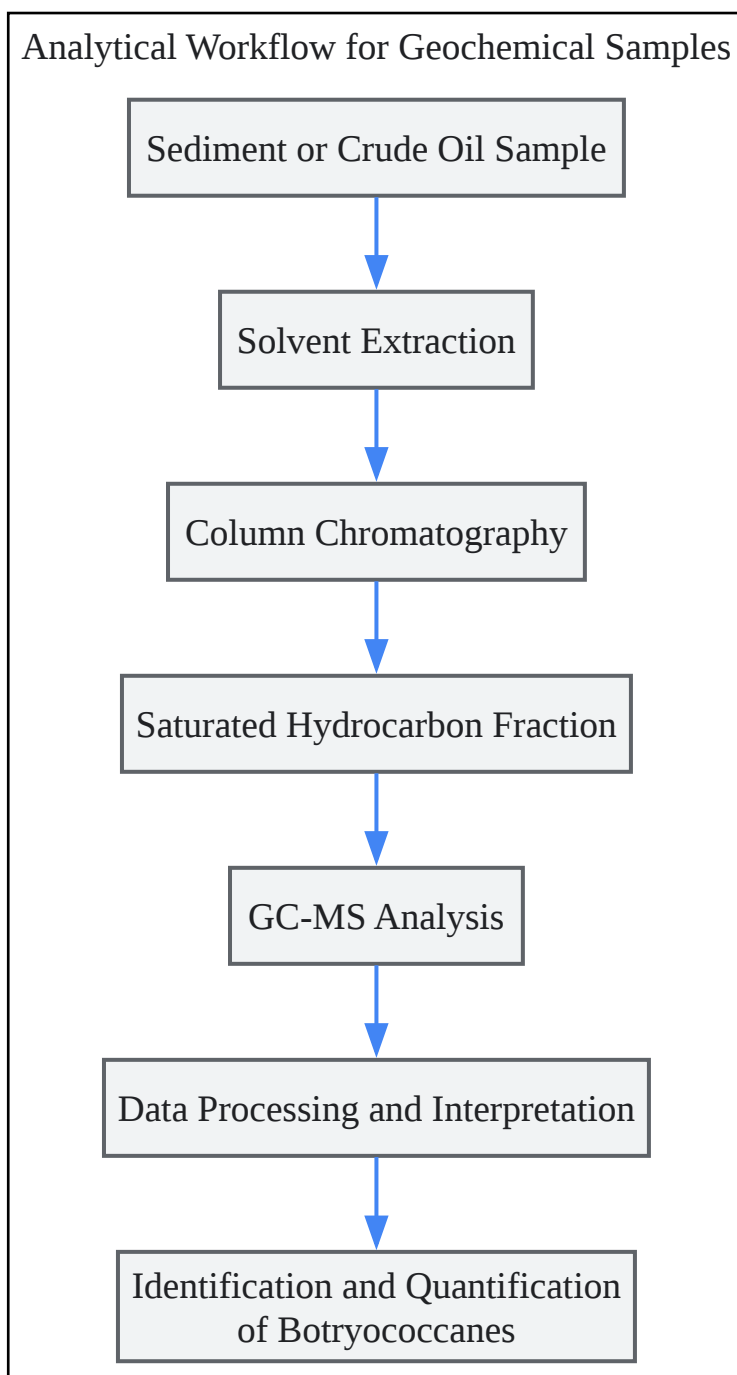 Analytical Workflow for Geochemical Samples
Sediment or Crude Oil Sample
Solvent Extraction
Column Chromatography
Saturated Hydrocarbon Fraction
GC-MS Analysis
Data Processing and Interpretation
Identification and Quantification
of Botryococcanes